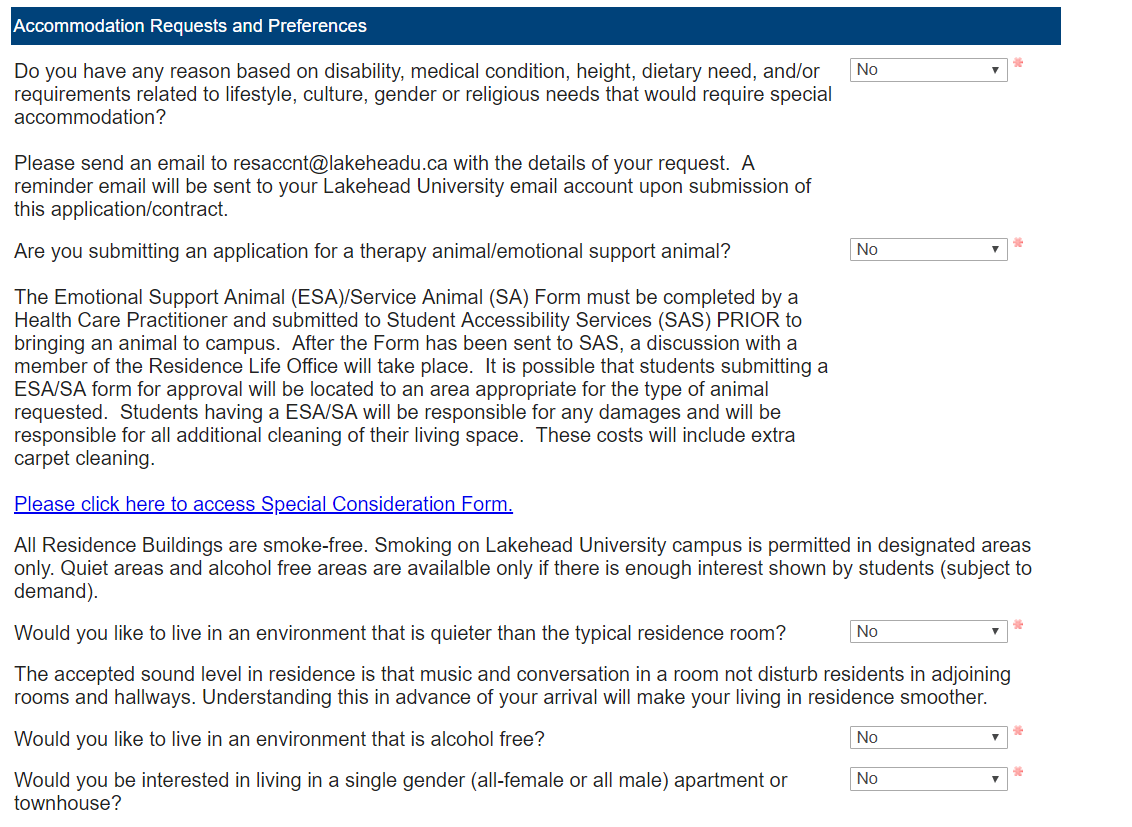 Accommodation Requests and Preferences
Do you have any reason based on disability, medical condition, height, dietary need, and/or No *
requirements related to lifestyle, culture, gender or religious needs that would require special
accommodation?
Please send an email to resaccnt@lakeheadu.ca with the details of your request. A
reminder email will be sent to your Lakehead University email account upon submission of
this application/contract.
Are you submitting an application for a therapy animal/emotional support animal? No *
The Emotional Support Animal (ESA)/Service Animal (SA) Form must be completed by a
Health Care Practitioner and submitted to Student Accessibility Services (SAS) PRIOR to
bringing an animal to campus. After the Form has been sent to SAS, a discussion with a
member of the Residence Life Office will take place. It is possible that students submitting a
ESA/SA form for approval will be located to an area appropriate for the type of animal
requested. Students having a ESA/SA will be responsible for any damages and will be
responsible for all additional cleaning of their living space. These costs will include extra
carpet cleaning.
Please click here to access Special Consideration Form.
All Residence Buildings are smoke-free. Smoking on Lakehead University campus is permitted in designated areas
only. Quiet areas and alcohol free areas are availalble only if there is enough interest shown by students (subject to
demand).
Would you like to live in an environment that is quieter than the typical residence room? No *
The accepted sound level in residence is that music and conversation in a room not disturb residents in adjoining
rooms and hallways. Understanding this in advance of your arrival will make your living in residence smoother.
Would you like to live in an environment that is alcohol free? No *
Would you be interested in living in a single gender (all-female or all male) apartment or No *
townhouse?